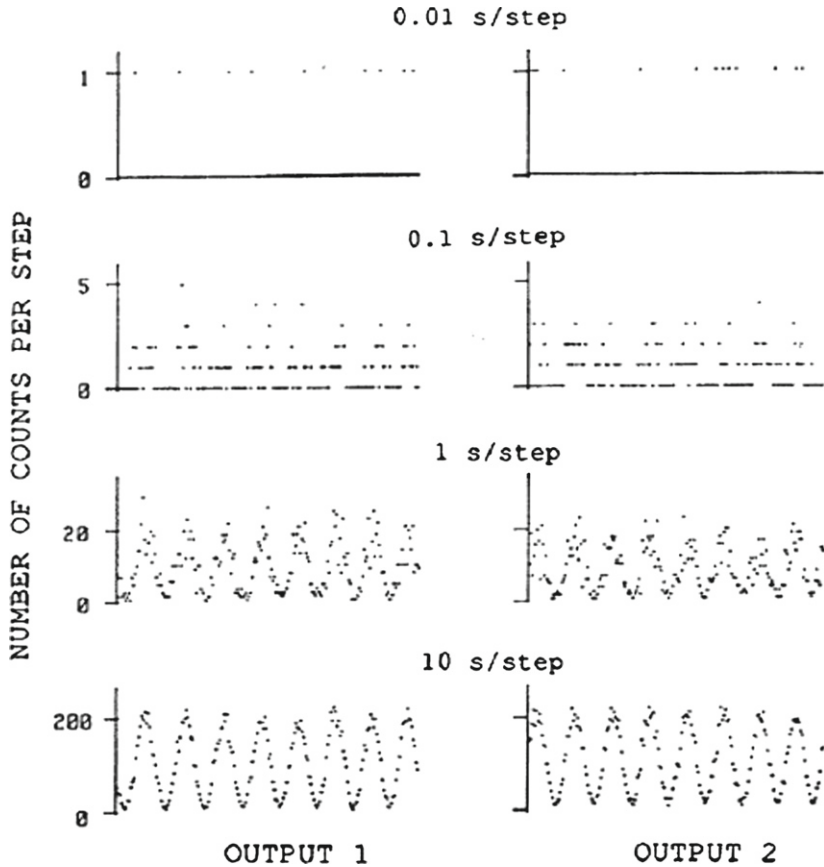 0.01 s/step
1
0
0.1 s/step
5
0
1 s/step
20
0
10 s/step
200
0
NUMBER OF COUNTS PER STEP
OUTPUT 1
OUTPUT 2